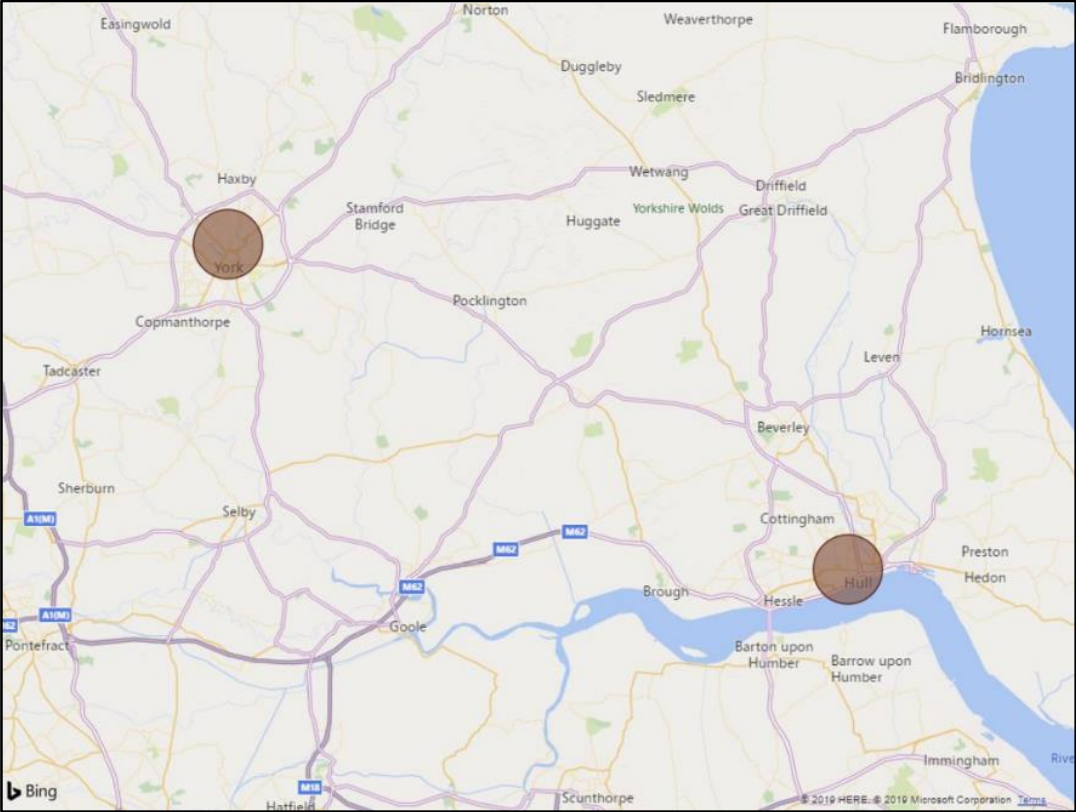 Norton
Easingwold
Weaverthorpe
Flamborough
Duggleby
Bridlington
Sledmere
Haxby
Wetwang
Driffield
Stamford
Bridge
Yorkshire Wolds
Great Driffield
Huggate
York
Pocklington
Copmanthorpe
Hornsea
Leven
Tadcaster
Beverley
Sherburn
Selby
A1(M)
Cottingham
M62
M62
Preston
Hedon
Hull
M62
Brough
Hessle
A1(M)
62
Goole
Pontefract
Barton upon
Humber
Barrow upon
Humber
Immingham
Rive
M18
Bing
Hatfield
Scunthorpe
© 2019 HERE, © 2019 Microsoft Corporation Terms